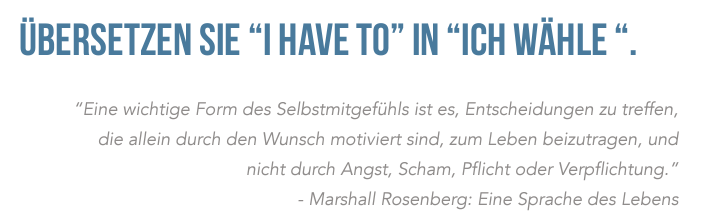 ÜBERSETZEN SIE “I HAVE TO” IN “ICH WÄHLE “.
“Eine wichtige Form des Selbstmitgefühls ist es, Entscheidungen zu treffen,
die allein durch den Wunsch motiviert sind, zum Leben beizutragen, und
nicht durch Angst, Scham, Pflicht oder Verpflichtung.”
- Marshall Rosenberg: Eine Sprache des Lebens